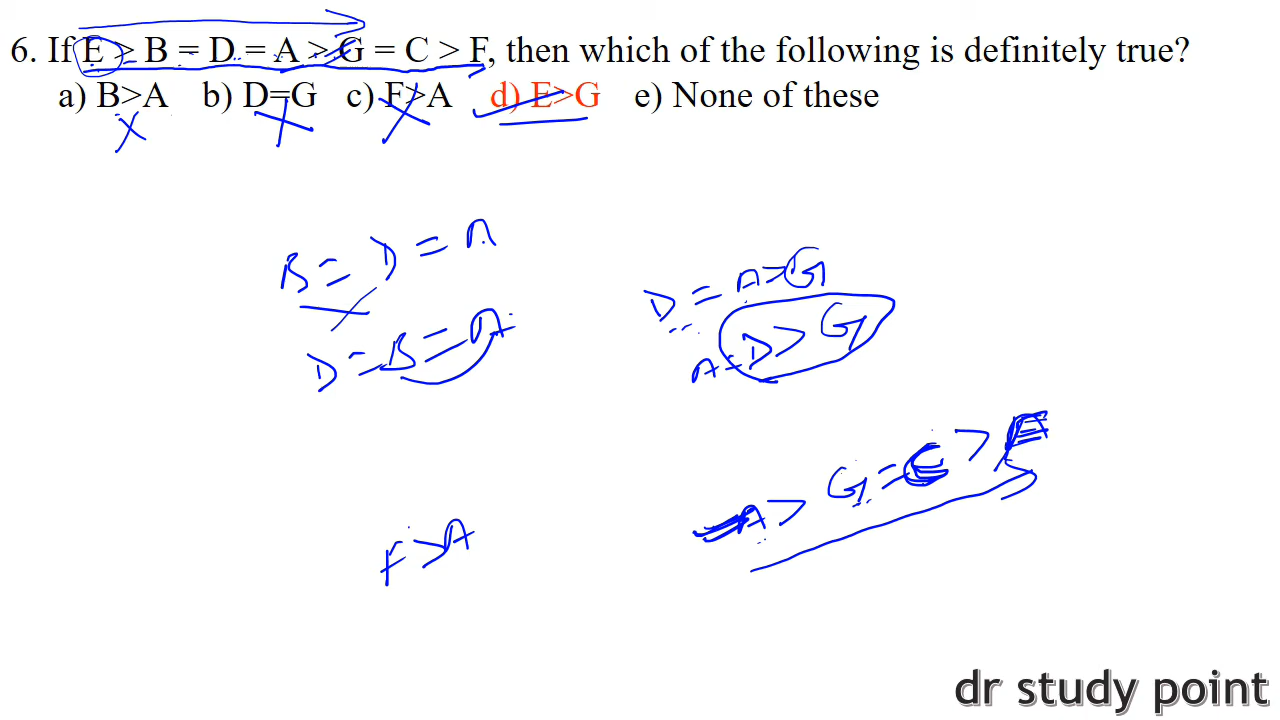 6. If E > B = D = A > G = C > F, then which of the following is definitely true?
a) B>A b) D=G c) F>A d) E>G e) None of these
B = D = A
D = A > G
D = B = A
A = D > G
A > G = C >
F > A
dr study point